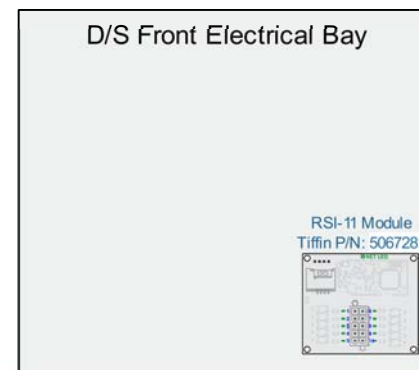 D/S Front Electrical Bay
RSI-11 Module
Tiffin P/N: 506728